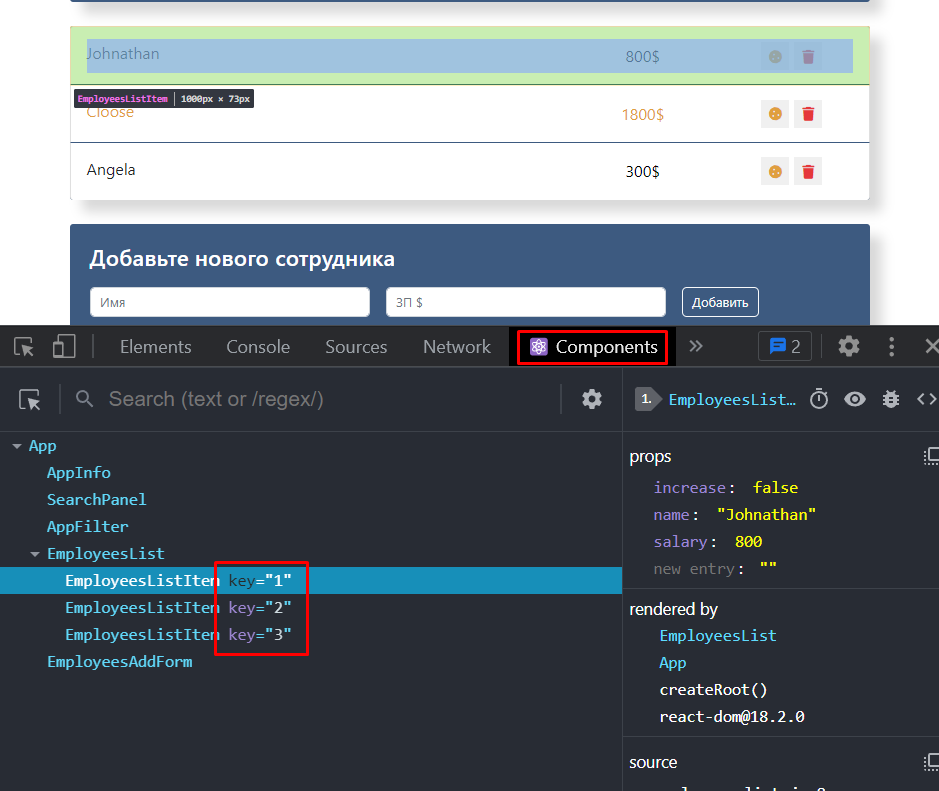 Johnathan 800$
EmployeesListItem | 1000px × 73px
Cloose 1800$
Angela 300$
Добавьте нового сотрудника
Имя ЗП $ Добавить
Elements Console Sources Network Components » 2
Search (text or /regex/) 1. EmployeesList…
App
props
AppInfo
increase: false
SearchPanel
name: "Johnathan"
AppFilter
salary: 800
EmployeesList
new entry: ""
EmployeesListItem key="1"
EmployeesListItem key="2"
rendered by
EmployeesListItem key="3"
EmployeesList
EmployeesAddForm
App
createRoot()
react-dom@18.2.0
source